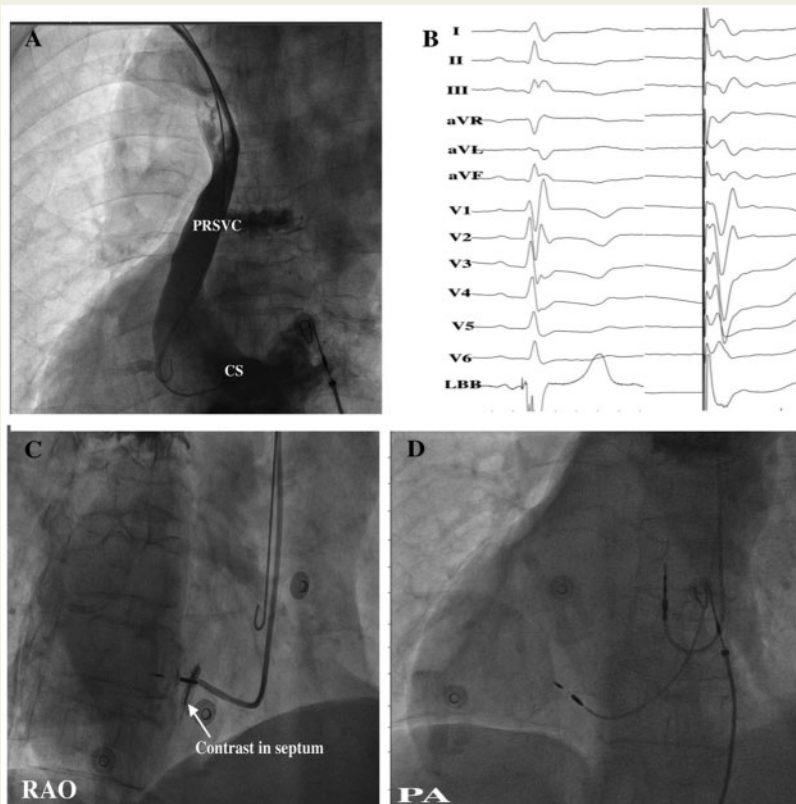 A
PRSVC
CS
B
I
II
III
aVR
aVL
aVF
V1
V2
V3
V4
V5
V6
LBB
C
Contrast in septum
RAO
D
PA